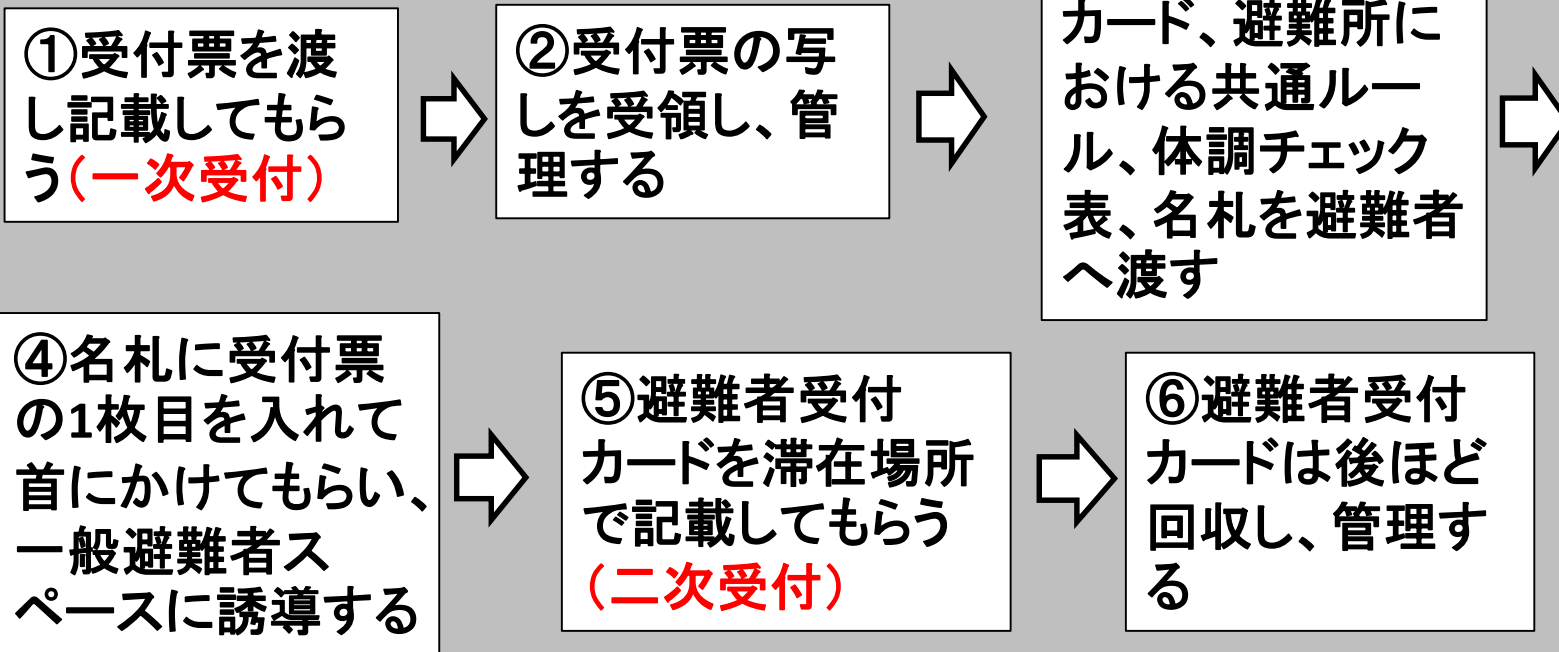 ①受付票を渡
し記載してもら
う(一次受付)
②受付票の写
しを受領し、管
理する
カード、避難所に
おける共通ルー
ル、体調チェック
表、名札を避難者
へ渡す
④名札に受付票
の1枚目を入れて
首にかけてもらい、
一般避難者ス
ペースに誘導する
⑤避難者受付
カードを滞在場所
で記載してもらう
(二次受付)
⑥避難者受付
カードは後ほど
回収し、管理す
る